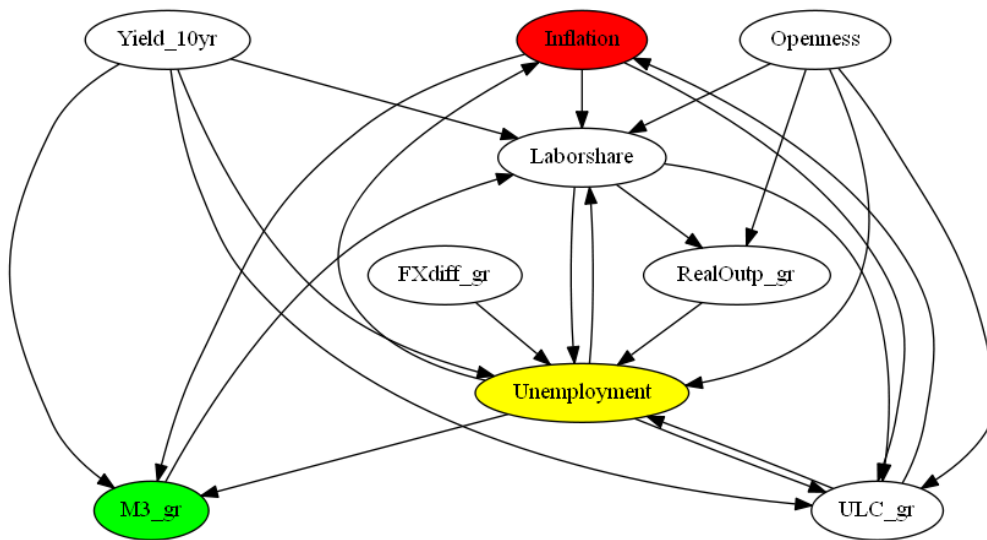 Yield_10yr
Inflation
Openness
Laborshare
FXdiff_gr
RealOutp_gr
Unemployment
M3_gr
ULC_gr